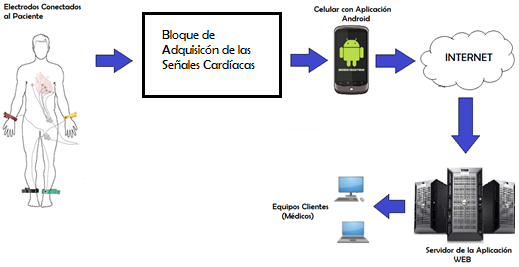 Electrodos Conectados
al Paciente
Bloque de
Adquisicón de las
Señales Cardíacas
Celular con Aplicación
Android
INTERNET
Equipos Clientes
(Médicos)
Servidor de la Aplicación
WEB